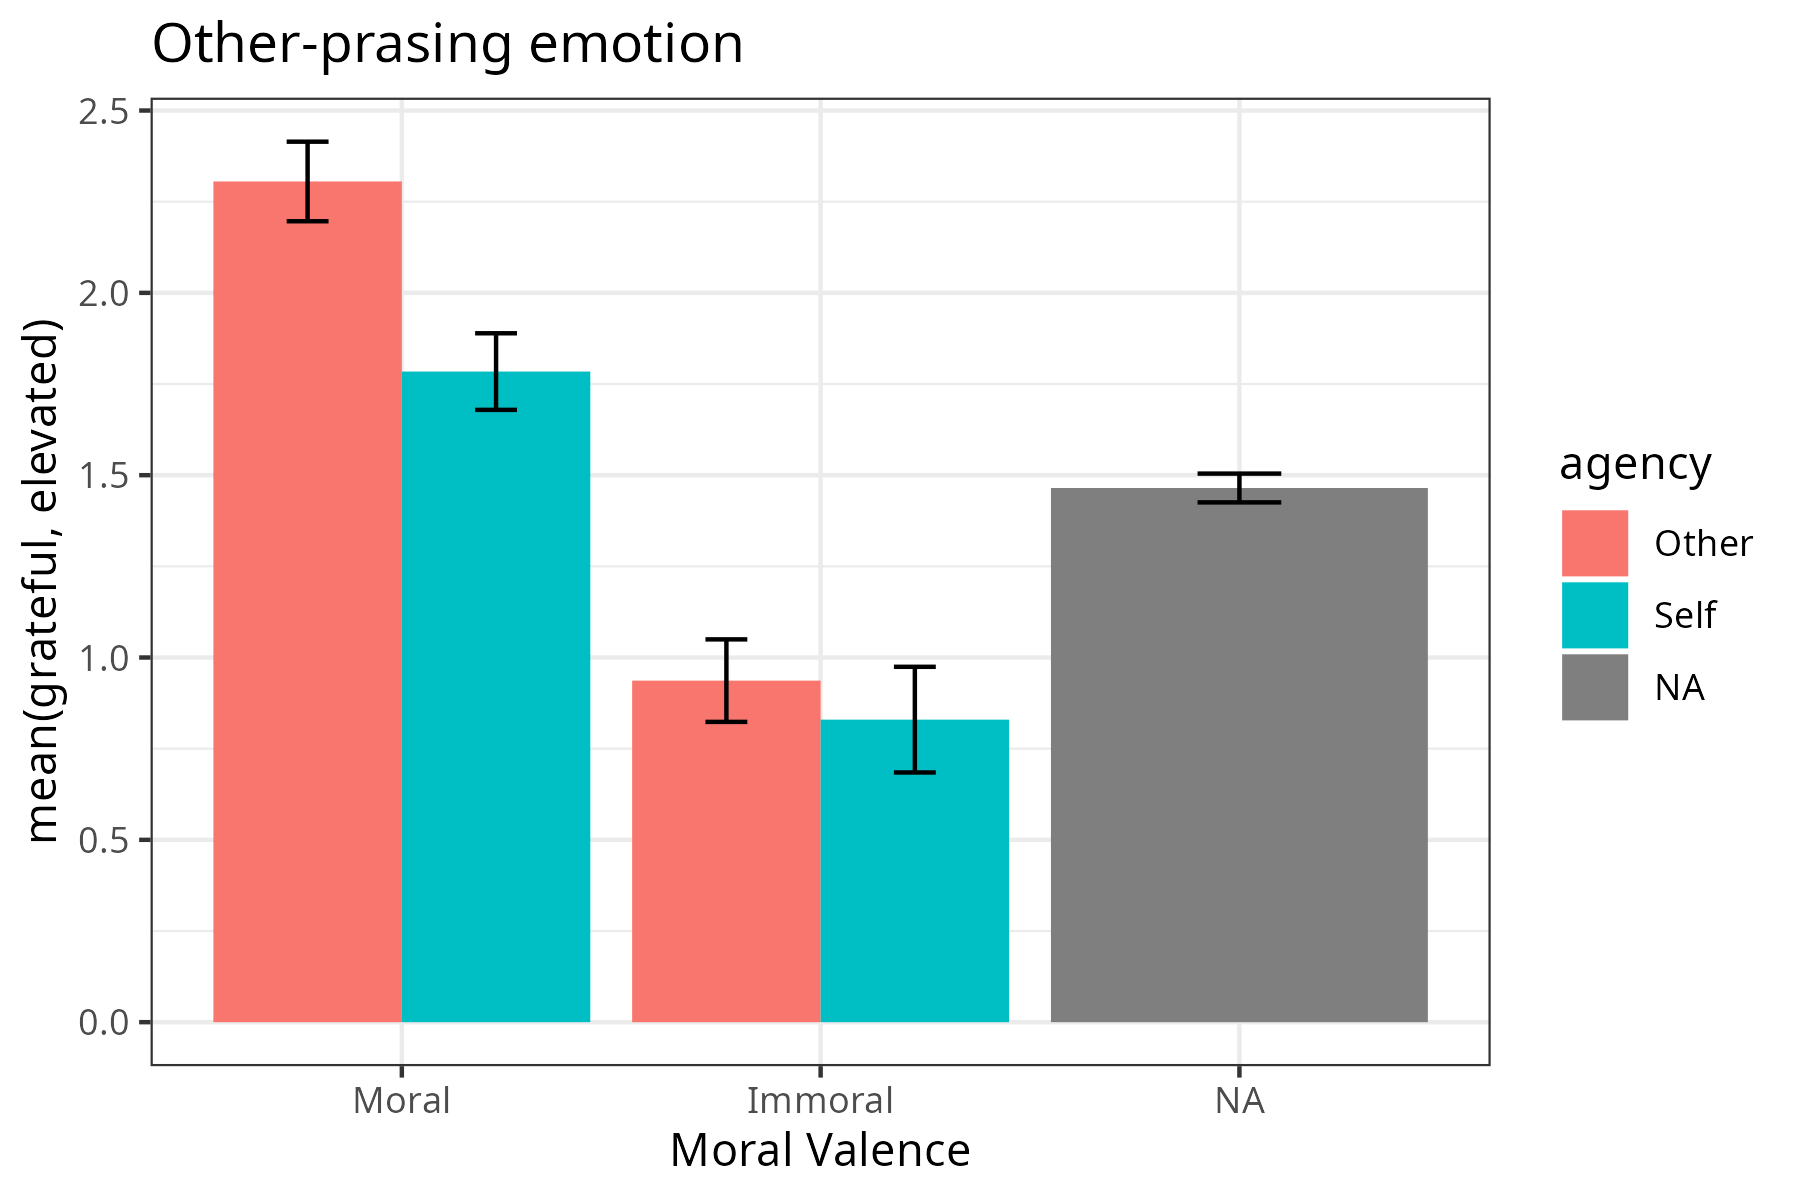 Other-prasing emotion
mean(grateful, elevated)
2.5
2.0
1.5
1.0
0.5
0.0
Moral
Immoral
NA
Moral Valence
agency
Other
Self
NA